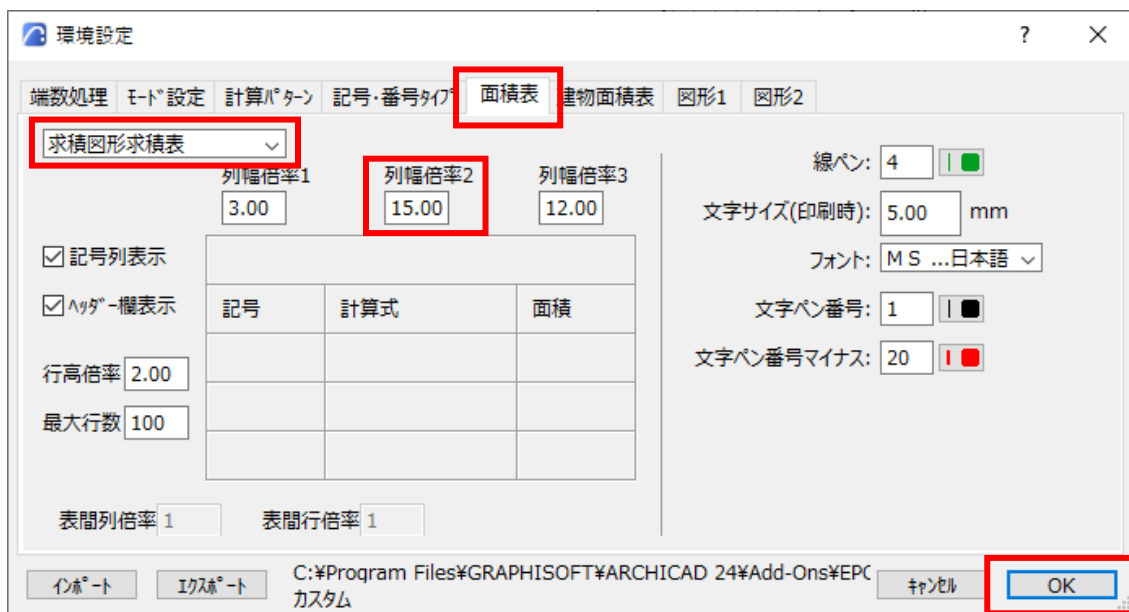 環境設定
端数処理 ﾓｰﾄﾞ設定 計算ﾊﾟﾀｰﾝ 記号・番号ﾀｲﾌﾟ 面積表 建物面積表 図形1 図形2
求積図形求積表
列幅倍率1 列幅倍率2 列幅倍率3
3.00 15.00 12.00
記号列表示
ﾍｯﾀﾞｰ欄表示
記号 計算式 面積
行高倍率 2.00
最大行数 100
表間列倍率 1 表間行倍率 1
線ペン: 4
文字サイズ(印刷時): 5.00 mm
フォント: ＭＳ ...日本語
文字ペン番号: 1
文字ペン番号マイナス: 20
ｲﾝﾎﾟｰﾄ ｴｸｽﾎﾟｰﾄ
C:¥Program Files¥GRAPHISOFT¥ARCHICAD 24¥Add-Ons¥EPC
カスタム
ｷｬﾝｾﾙ OK